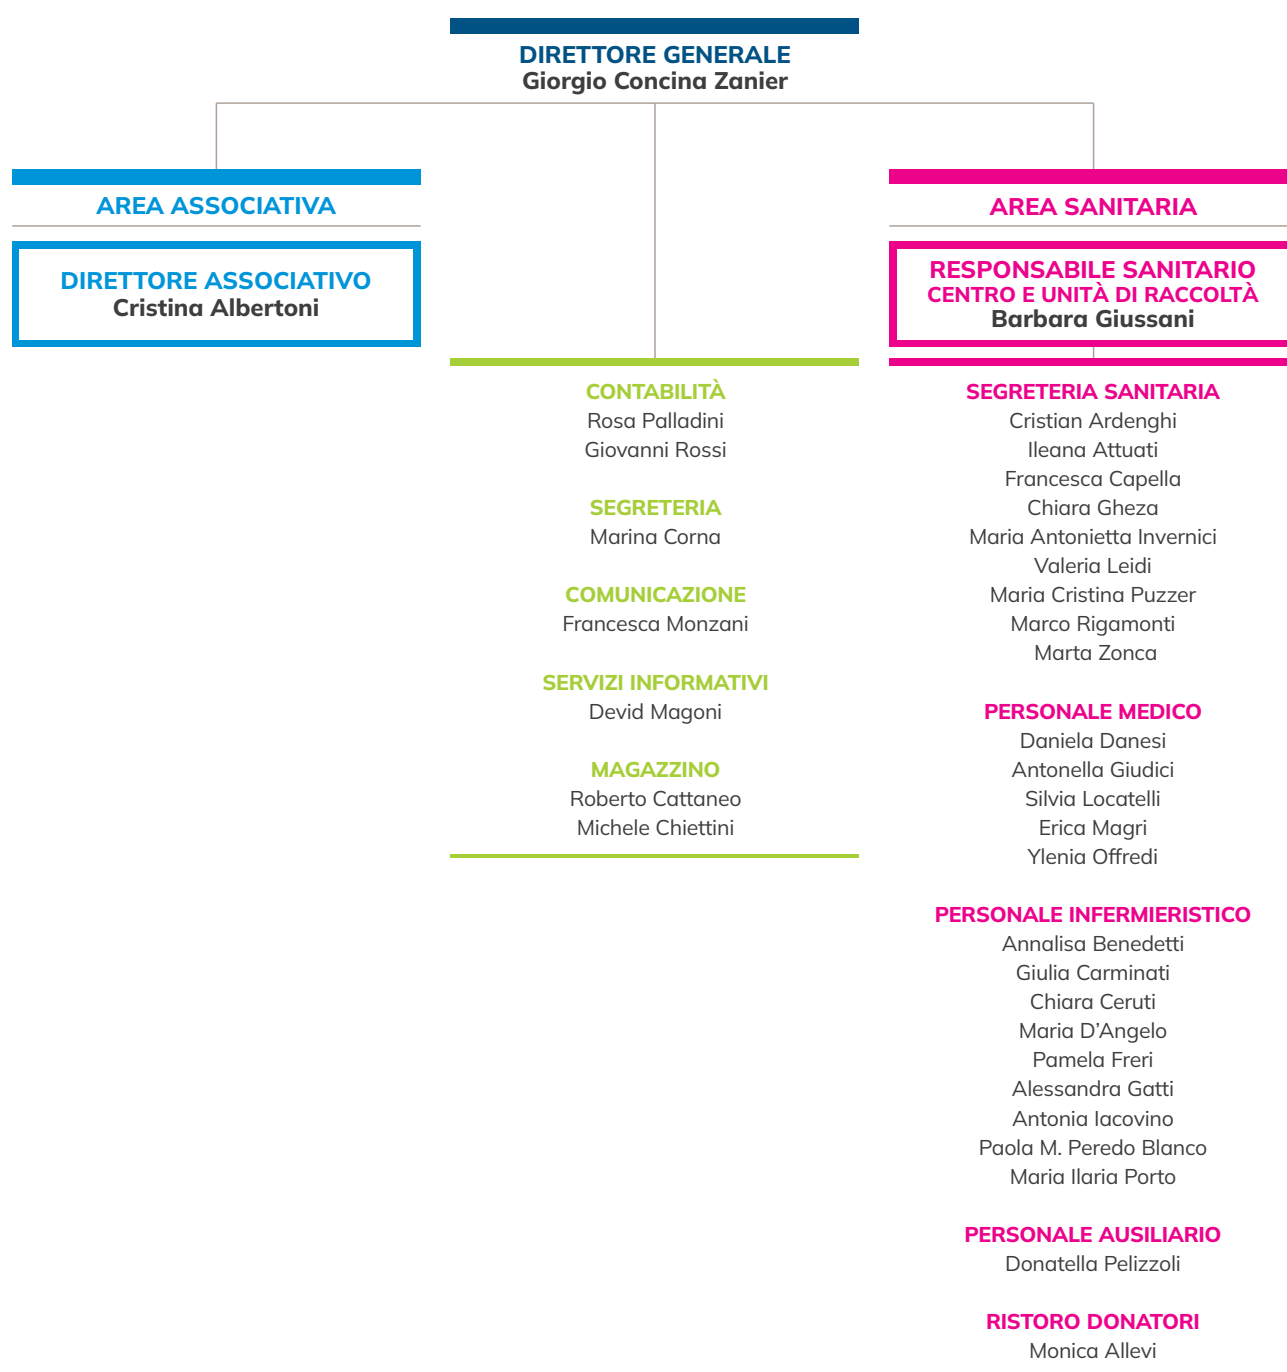 DIRETTORE GENERALE
Giorgio Concina Zanier
AREA ASSOCIATIVA
DIRETTORE ASSOCIATIVO
Cristina Albertoni
CONTABILITÀ
Rosa Palladini
Giovanni Rossi
SEGRETERIA
Marina Corna
COMUNICAZIONE
Francesca Monzani
SERVIZI INFORMATIVI
Devid Magoni
MAGAZZINO
Roberto Cattaneo
Michele Chiettini
AREA SANITARIA
RESPONSABILE SANITARIO
CENTRO E UNITÀ DI RACCOLTÀ
Barbara Giussani
SEGRETERIA SANITARIA
Cristian Ardenghi
Ileana Attuati
Francesca Capella
Chiara Gheza
Maria Antonietta Invernici
Valeria Leidi
Maria Cristina Puzzer
Marco Rigamonti
Marta Zonca
PERSONALE MEDICO
Daniela Danesi
Antonella Giudici
Silvia Locatelli
Erica Magri
Ylenia Offredi
PERSONALE INFERMIERISTICO
Annalisa Benedetti
Giulia Carminati
Chiara Ceruti
Maria D’Angelo
Pamela Freri
Alessandra Gatti
Antonia Iacovino
Paola M. Peredo Blanco
Maria Ilaria Porto
PERSONALE AUSILIARIO
Donatella Pelizzoli
RISTORO DONATORI
Monica Allevi